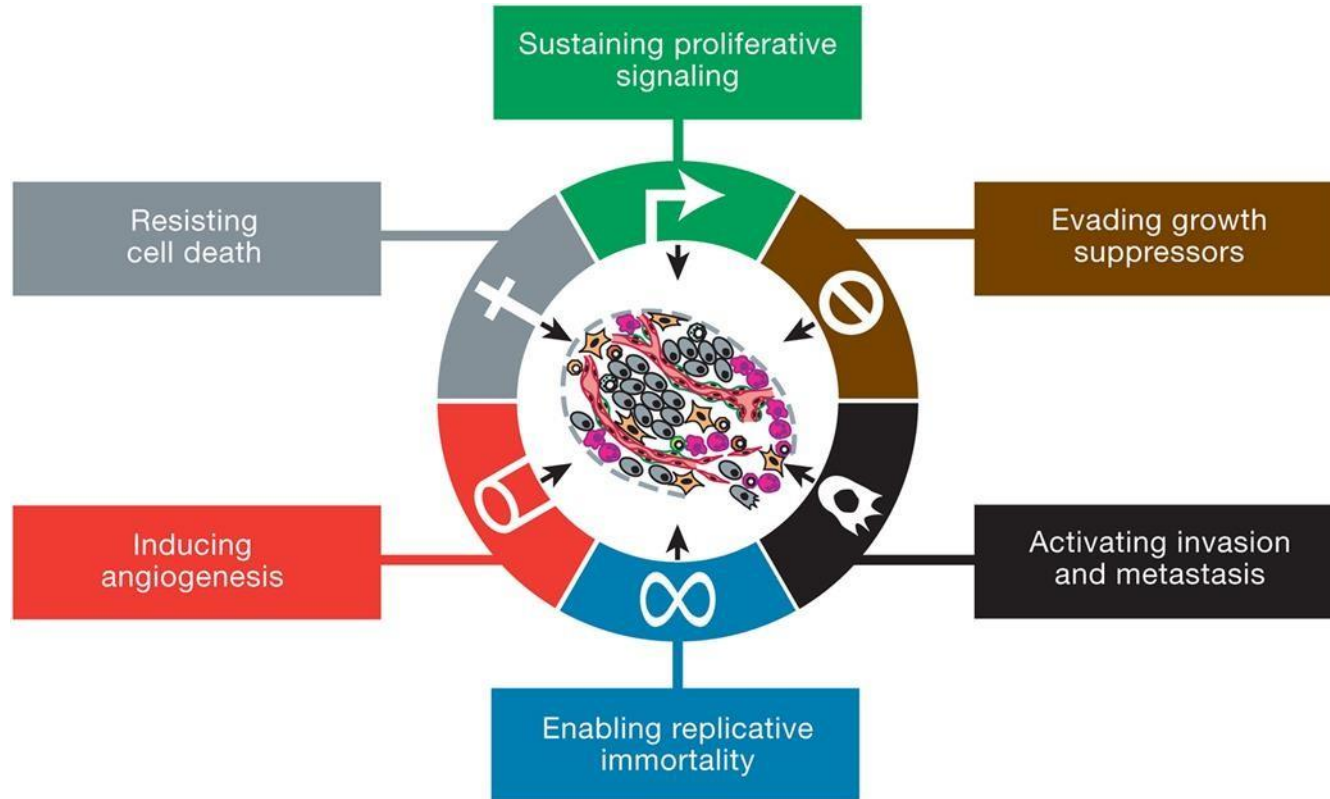 Sustaining proliferative
signaling
Resisting
cell death
Evading growth
suppressors
Inducing
angiogenesis
Activating invasion
and metastasis
Enabling replicative
immortality